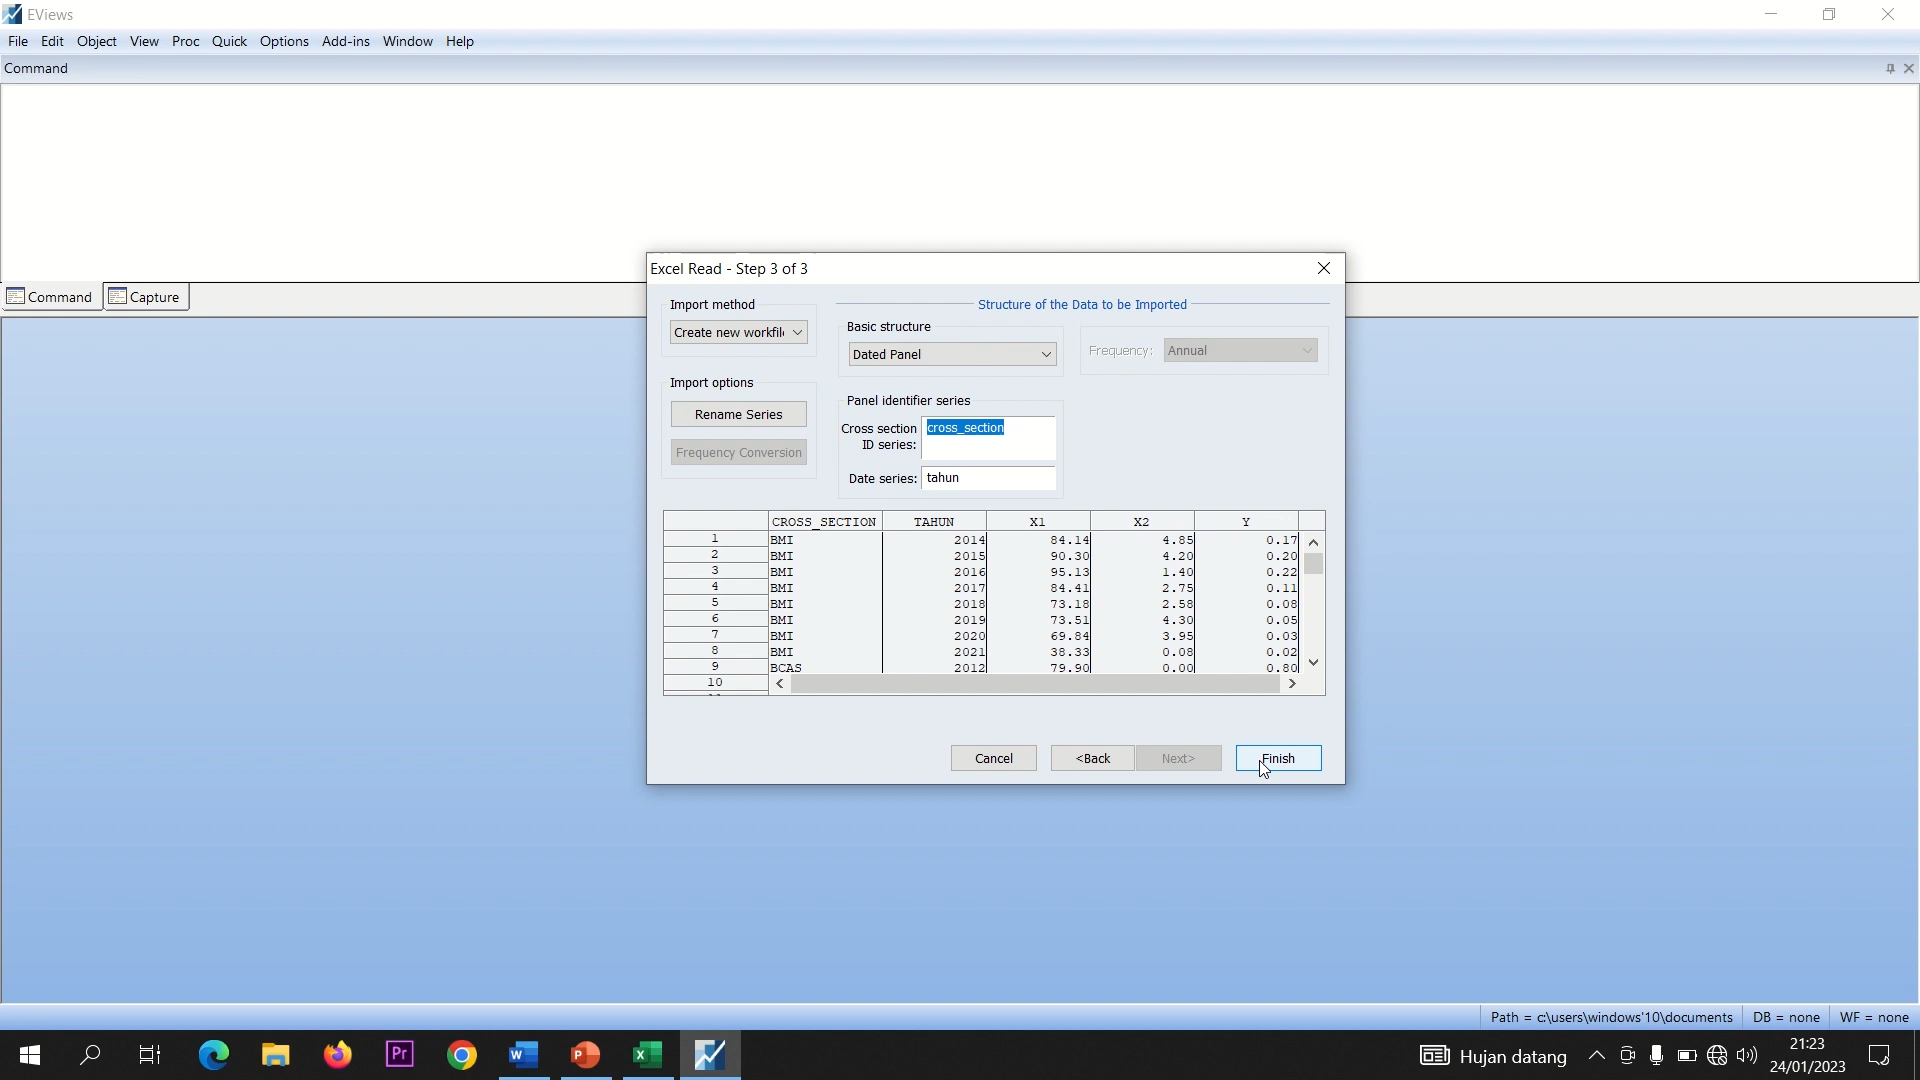 EViews
File Edit Object View Proc Quick Options Add-ins Window Help
Command
Command Capture
Excel Read - Step 3 of 3
Import method
Create new workfil
Structure of the Data to be Imported
Basic structure
Dated Panel
Frequency: Annual
Import options
Rename Series
Frequency Conversion
Panel identifier series
Cross section ID series:
cross_section
Date series: tahun
CROSS_SECTION TAHUN X1 X2 Y
1 BMI 2014 84.14 4.85 0.17
2 BMI 2015 90.30 4.20 0.20
3 BMI 2016 95.13 1.40 0.22
4 BMI 2017 84.41 2.75 0.11
5 BMI 2018 73.18 2.58 0.08
6 BMI 2019 73.51 4.30 0.05
7 BMI 2020 69.84 3.95 0.03
8 BMI 2021 38.33 0.08 0.02
9 BCAS 2012 79.90 0.00 0.80
10
Cancel <Back Next> Finish
Path = c:\users\windows'10\documents DB = none WF = none
Pr
Hujan datang
21:23
24/01/2023